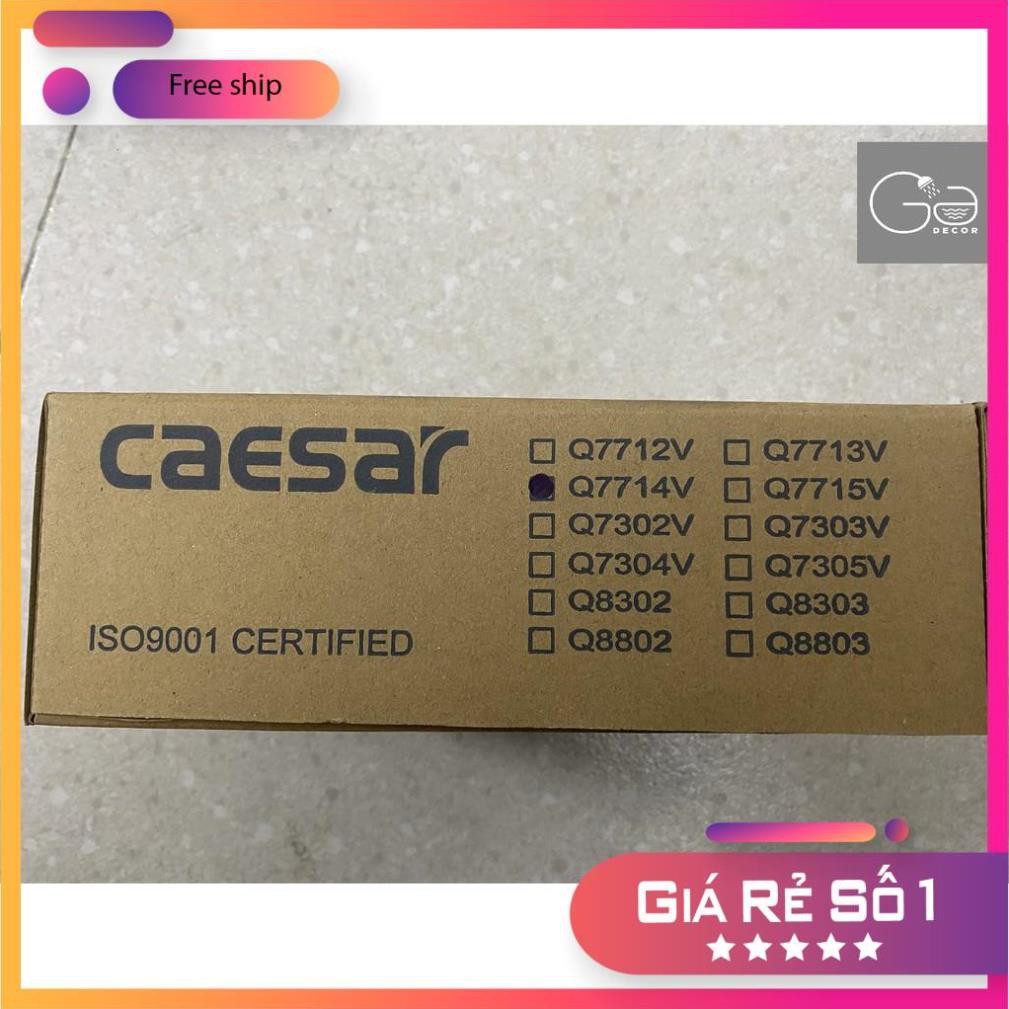 Free ship
Ga
DECOR
caesar
Q7712V Q7713V
Q7714V Q7715V
Q7302V Q7303V
Q7304V Q7305V
Q8302 Q8303
Q8802 Q8803
ISO9001 CERTIFIED
GIÁ RẺ SỐ 1